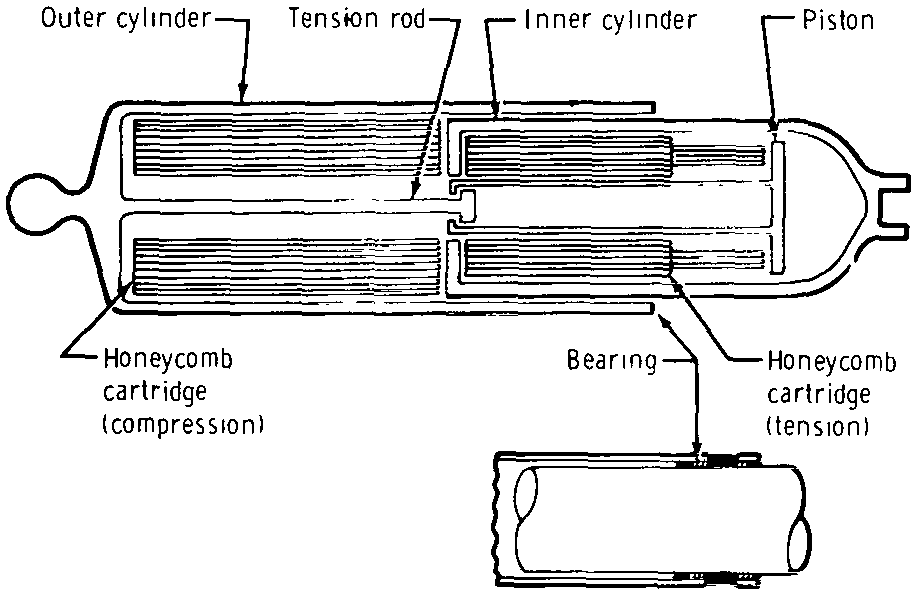 Outer cylinder
Tension rod
Inner cylinder
Piston
Honeycomb
cartridge
(compression)
Bearing
Honeycomb
cartridge
(tension)